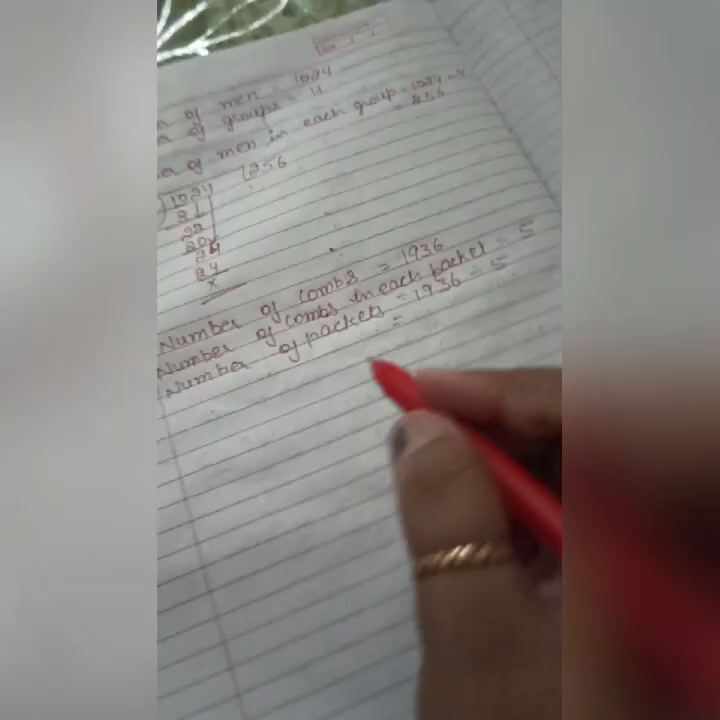 of men = 1024
of groups = 4
of men in each group = 1024 ÷ 4
= 256
1024 256
8
22
20
24
24
x
Number of combs = 1936
Number of combs in each packet = 5
Number of packets = 1936 ÷ 5
=